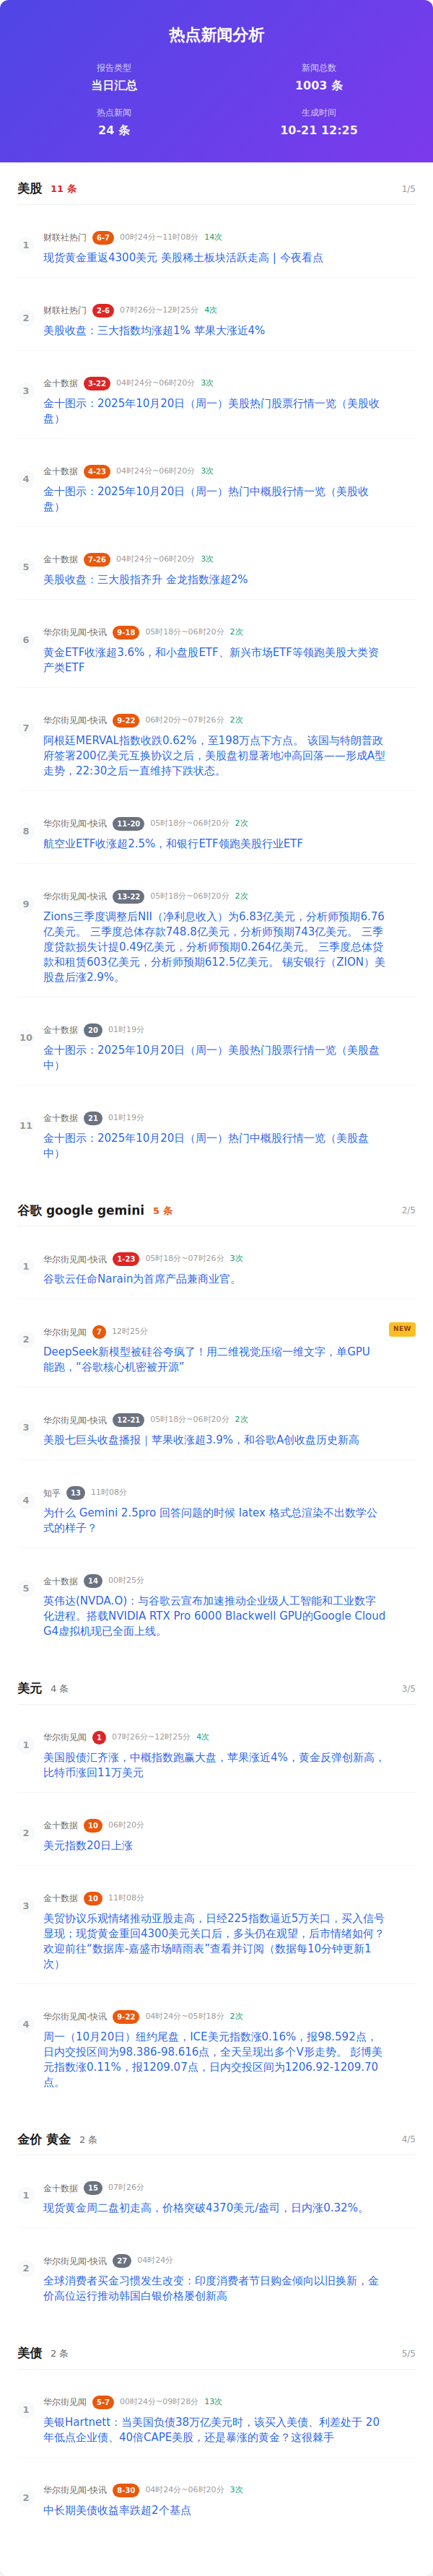 热点新闻分析
报告类型
新闻总数
当日汇总
1003 条
热点新闻
生成时间
24 条
10-21 12:25
美股 11 条 1/5
1
财联社热门 6-7 00时24分~11时08分 14次
现货黄金重返4300美元 美股稀土板块活跃走高 | 今夜看点
2
财联社热门 2-6 07时26分~12时25分 4次
美股收盘：三大指数均涨超1% 苹果大涨近4%
3
金十数据 3-22 04时24分~06时20分 3次
金十图示：2025年10月20日（周一）美股热门股票行情一览（美股收
盘）
4
金十数据 4-23 04时24分~06时20分 3次
金十图示：2025年10月20日（周一）热门中概股行情一览（美股收
盘）
5
金十数据 7-26 04时24分~06时20分 3次
美股收盘：三大股指齐升 金龙指数涨超2%
6
华尔街见闻-快讯 9-18 05时18分~06时20分 2次
黄金ETF收涨超3.6%，和小盘股ETF、新兴市场ETF等领跑美股大类资
产类ETF
7
华尔街见闻-快讯 9-22 06时20分~07时26分 2次
阿根廷MERVAL指数收跌0.62%，至198万点下方点。 该国与特朗普政
府签署200亿美元互换协议之后，美股盘初显著地冲高回落——形成A型
走势，22:30之后一直维持下跌状态。
8
华尔街见闻-快讯 11-20 05时18分~06时20分 2次
航空业ETF收涨超2.5%，和银行ETF领跑美股行业ETF
9
华尔街见闻-快讯 13-22 05时18分~06时20分 2次
Zions三季度调整后NII（净利息收入）为6.83亿美元，分析师预期6.76
亿美元。 三季度总体存款748.8亿美元，分析师预期743亿美元。 三季
度贷款损失计提0.49亿美元，分析师预期0.264亿美元。 三季度总体贷
款和租赁603亿美元，分析师预期612.5亿美元。 锡安银行（ZION）美
股盘后涨2.9%。
10
金十数据 20 01时19分
金十图示：2025年10月20日（周一）美股热门股票行情一览（美股盘
中）
11
金十数据 21 01时19分
金十图示：2025年10月20日（周一）热门中概股行情一览（美股盘
中）
谷歌 google gemini 5 条 2/5
1
华尔街见闻-快讯 1-23 05时18分~07时26分 3次
谷歌云任命Narain为首席产品兼商业官。
2
华尔街见闻 7 12时25分 NEW
DeepSeek新模型被硅谷夸疯了！用二维视觉压缩一维文字，单GPU
能跑，“谷歌核心机密被开源”
3
华尔街见闻-快讯 12-21 05时18分~06时20分 2次
美股七巨头收盘播报｜苹果收涨超3.9%，和谷歌A创收盘历史新高
4
知乎 13 11时08分
为什么 Gemini 2.5pro 回答问题的时候 latex 格式总渲染不出数学公
式的样子？
5
金十数据 14 00时25分
英伟达(NVDA.O)：与谷歌云宣布加速推动企业级人工智能和工业数字
化进程。搭载NVIDIA RTX Pro 6000 Blackwell GPU的Google Cloud
G4虚拟机现已全面上线。
美元 4 条 3/5
1
华尔街见闻 1 07时26分~12时25分 4次
美国股债汇齐涨，中概指数跑赢大盘，苹果涨近4%，黄金反弹创新高，
比特币涨回11万美元
2
金十数据 10 06时20分
美元指数20日上涨
3
金十数据 10 11时08分
美贸协议乐观情绪推动亚股走高，日经225指数逼近5万关口，买入信号
显现；现货黄金重回4300美元关口后，多头仍在观望，后市情绪如何？
欢迎前往“数据库-嘉盛市场晴雨表”查看并订阅（数据每10分钟更新1
次）
4
华尔街见闻-快讯 9-22 04时24分~05时18分 2次
周一（10月20日）纽约尾盘，ICE美元指数涨0.16%，报98.592点，
日内交投区间为98.386-98.616点，全天呈现出多个V形走势。 彭博美
元指数涨0.11%，报1209.07点，日内交投区间为1206.92-1209.70
点。
金价 黄金 2 条 4/5
1
金十数据 15 07时26分
现货黄金周二盘初走高，价格突破4370美元/盎司，日内涨0.32%。
2
华尔街见闻-快讯 27 04时24分
全球消费者买金习惯发生改变：印度消费者节日购金倾向以旧换新，金
价高位运行推动韩国白银价格屡创新高
美债 2 条 5/5
1
华尔街见闻 5-7 00时24分~09时28分 13次
美银Hartnett：当美国负债38万亿美元时，该买入美债、利差处于 20
年低点企业债、40倍CAPE美股，还是暴涨的黄金？这很棘手
2
华尔街见闻-快讯 8-30 04时24分~06时20分 3次
中长期美债收益率跌超2个基点